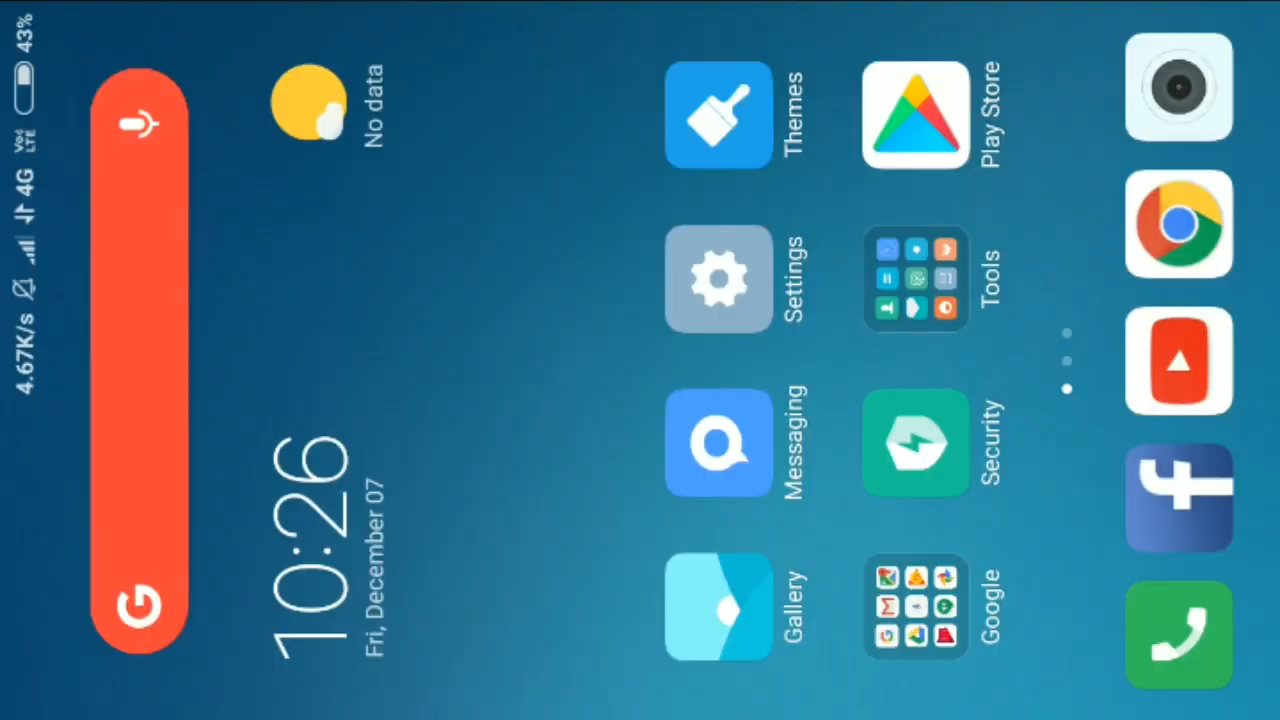 4.67K/s 4G VoLTE 43%
G
10:26
Fri, December 07
No data
Gallery Messaging Settings Themes
Google Security Tools Play Store
f